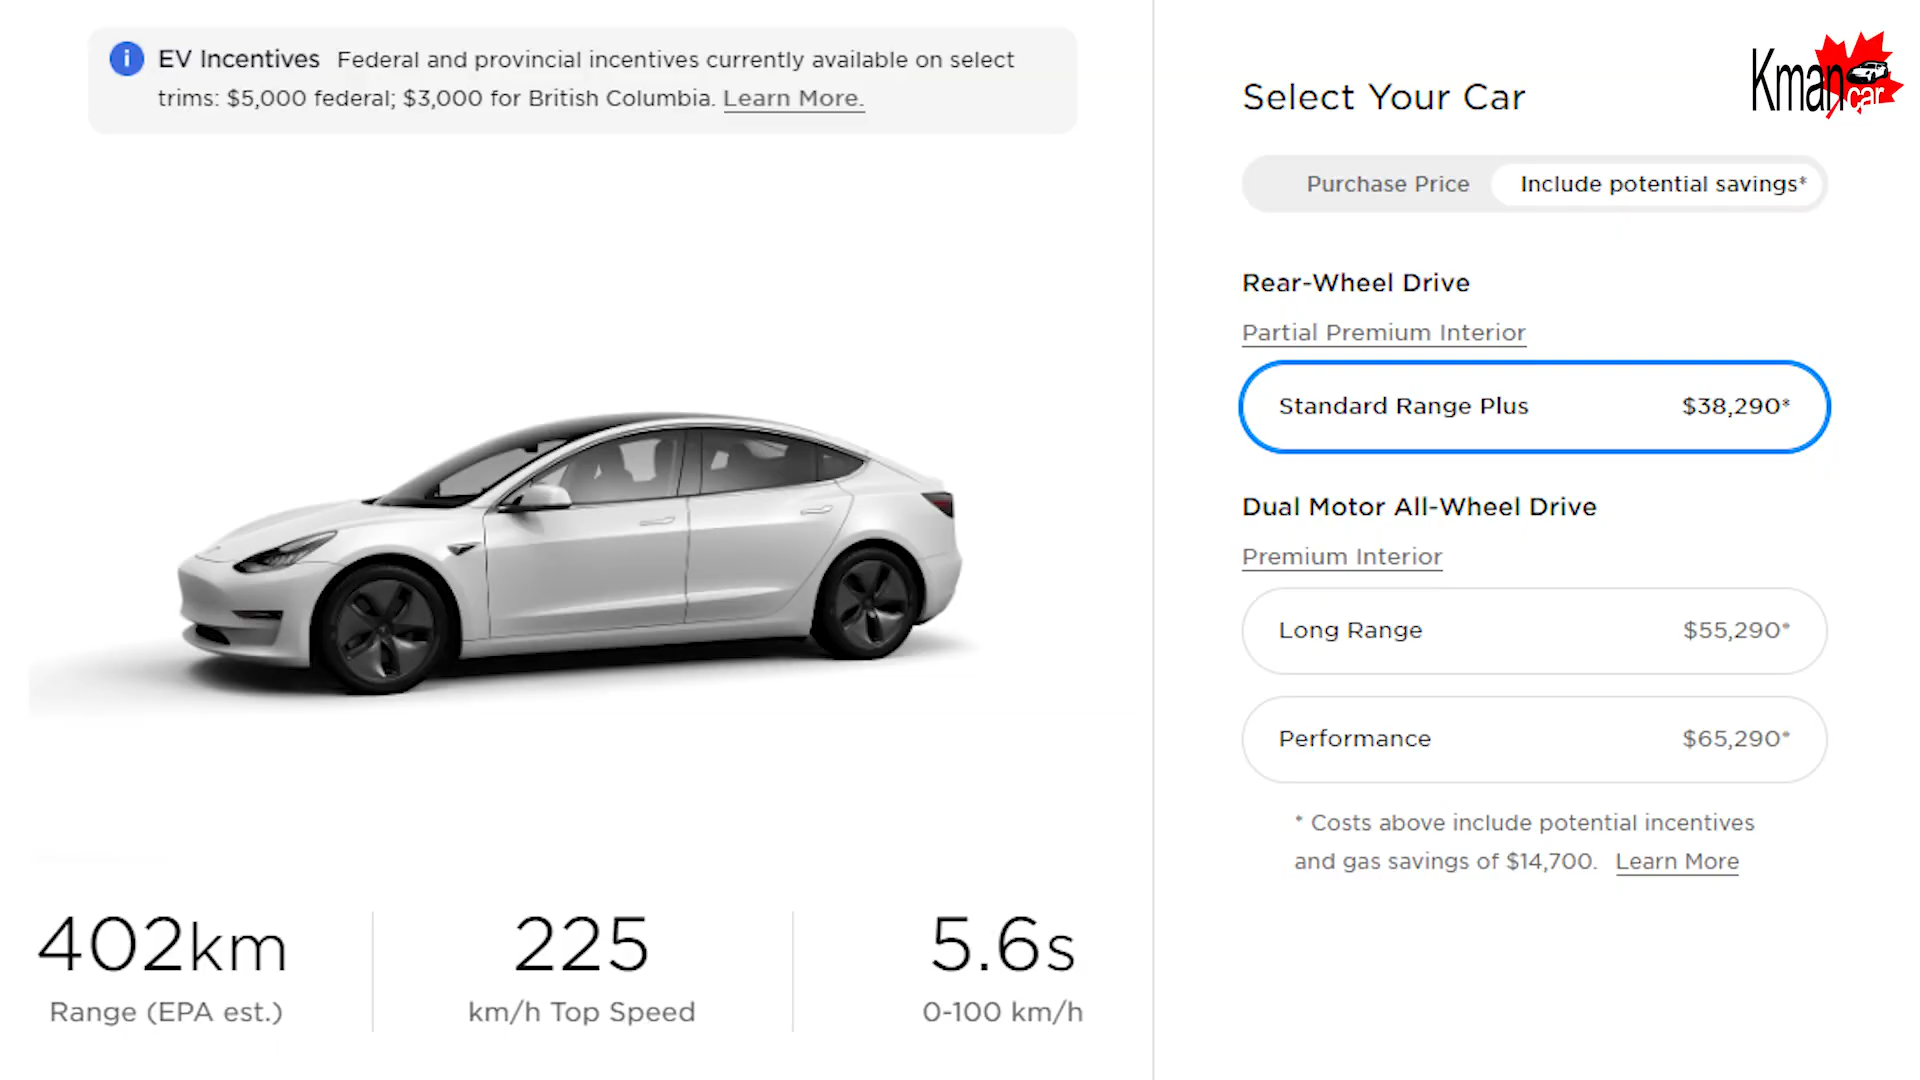 EV Incentives Federal and provincial incentives currently available on select
trims: $5,000 federal; $3,000 for British Columbia. Learn More.
402km
Range (EPA est.)
225
km/h Top Speed
5.6s
0-100 km/h
Kman
car
Select Your Car
Purchase Price
Include potential savings*
Rear-Wheel Drive
Partial Premium Interior
Standard Range Plus $38,290*
Dual Motor All-Wheel Drive
Premium Interior
Long Range $55,290*
Performance $65,290*
* Costs above include potential incentives
and gas savings of $14,700. Learn More